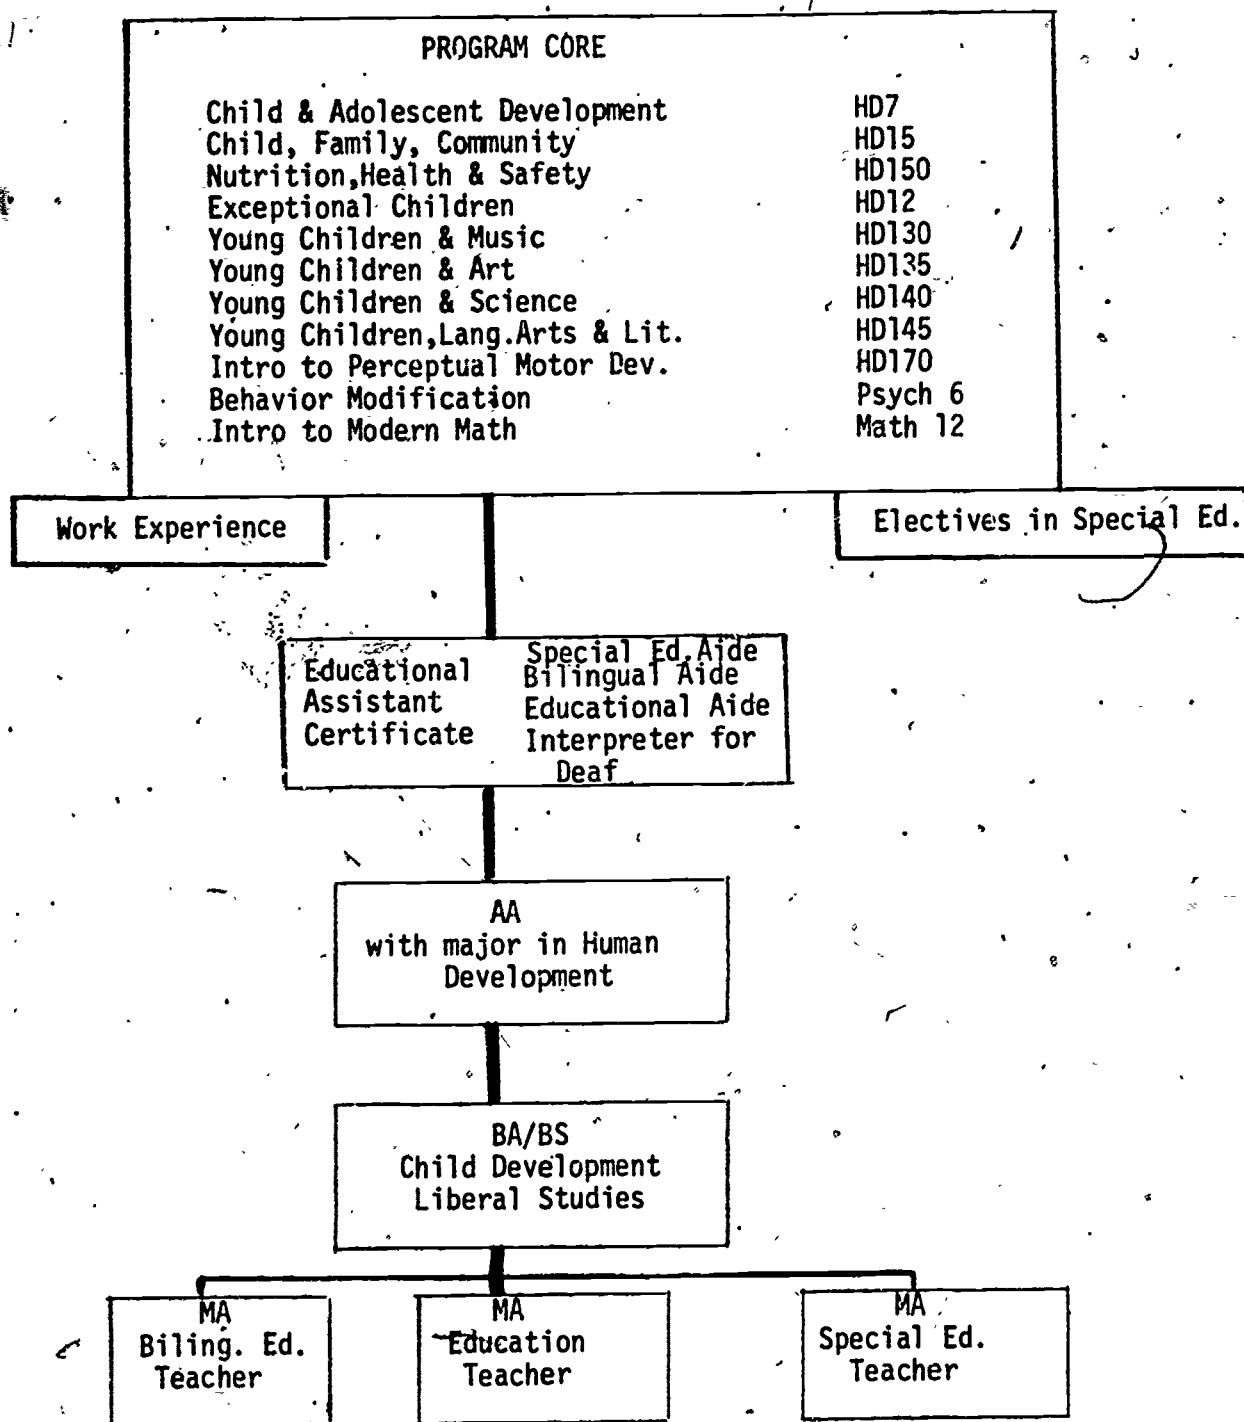 PROGRAM CORE
Child & Adolescent Development HD7
Child, Family, Community HD15
Nutrition,Health & Safety HD150
Exceptional Children HD12
Young Children & Music HD130
Young Children & Art HD135
Young Children & Science HD140
Young Children,Lang.Arts & Lit. HD145
Intro to Perceptual Motor Dev. HD170
Behavior Modification Psych 6
Intro to Modern Math Math 12
Work Experience
Electives in Special Ed.
Educational
Assistant
Certificate
Special Ed.Aide
Bilingual Aide
Educational Aide
Interpreter for
Deaf
AA
with major in Human
Development
BA/BS
Child Development
Liberal Studies
MA
Biling. Ed.
Teacher
MA
Education
Teacher
MA
Special Ed.
Teacher